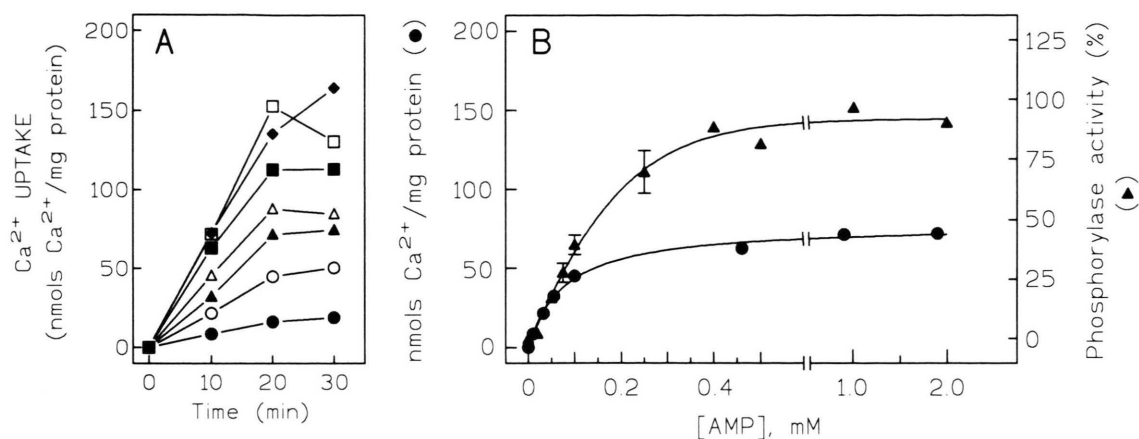 A
Ca²⁺ UPTAKE
(nmols Ca²⁺/mg protein)
200
150
100
50
0
0 10 20 30
Time (min)
B
nmols Ca²⁺/mg protein (●)
200
150
100
50
0
0 0.2 0.4 1.0 2.0
[AMP], mM
125
100
75
50
25
0
Phosphorylase activity (%)
(▲)